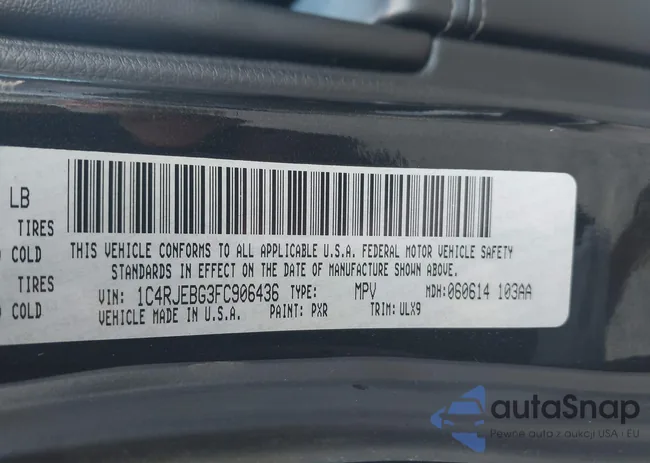 LB
TIRES
COLD
TIRES
COLD
THIS VEHICLE CONFORMS TO ALL APPLICABLE U.S.A. FEDERAL MOTOR VEHICLE SAFETY
STANDARDS IN EFFECT ON THE DATE OF MANUFACTURE SHOWN ABOVE.
VIN: 1C4RJEBG3FC906436 TYPE: MPV MDH:060614 103AA
VEHICLE MADE IN U.S.A. PAINT: PXR TRIM: ULX9
autaSnap
Pewne auta z aukcji USA i EU